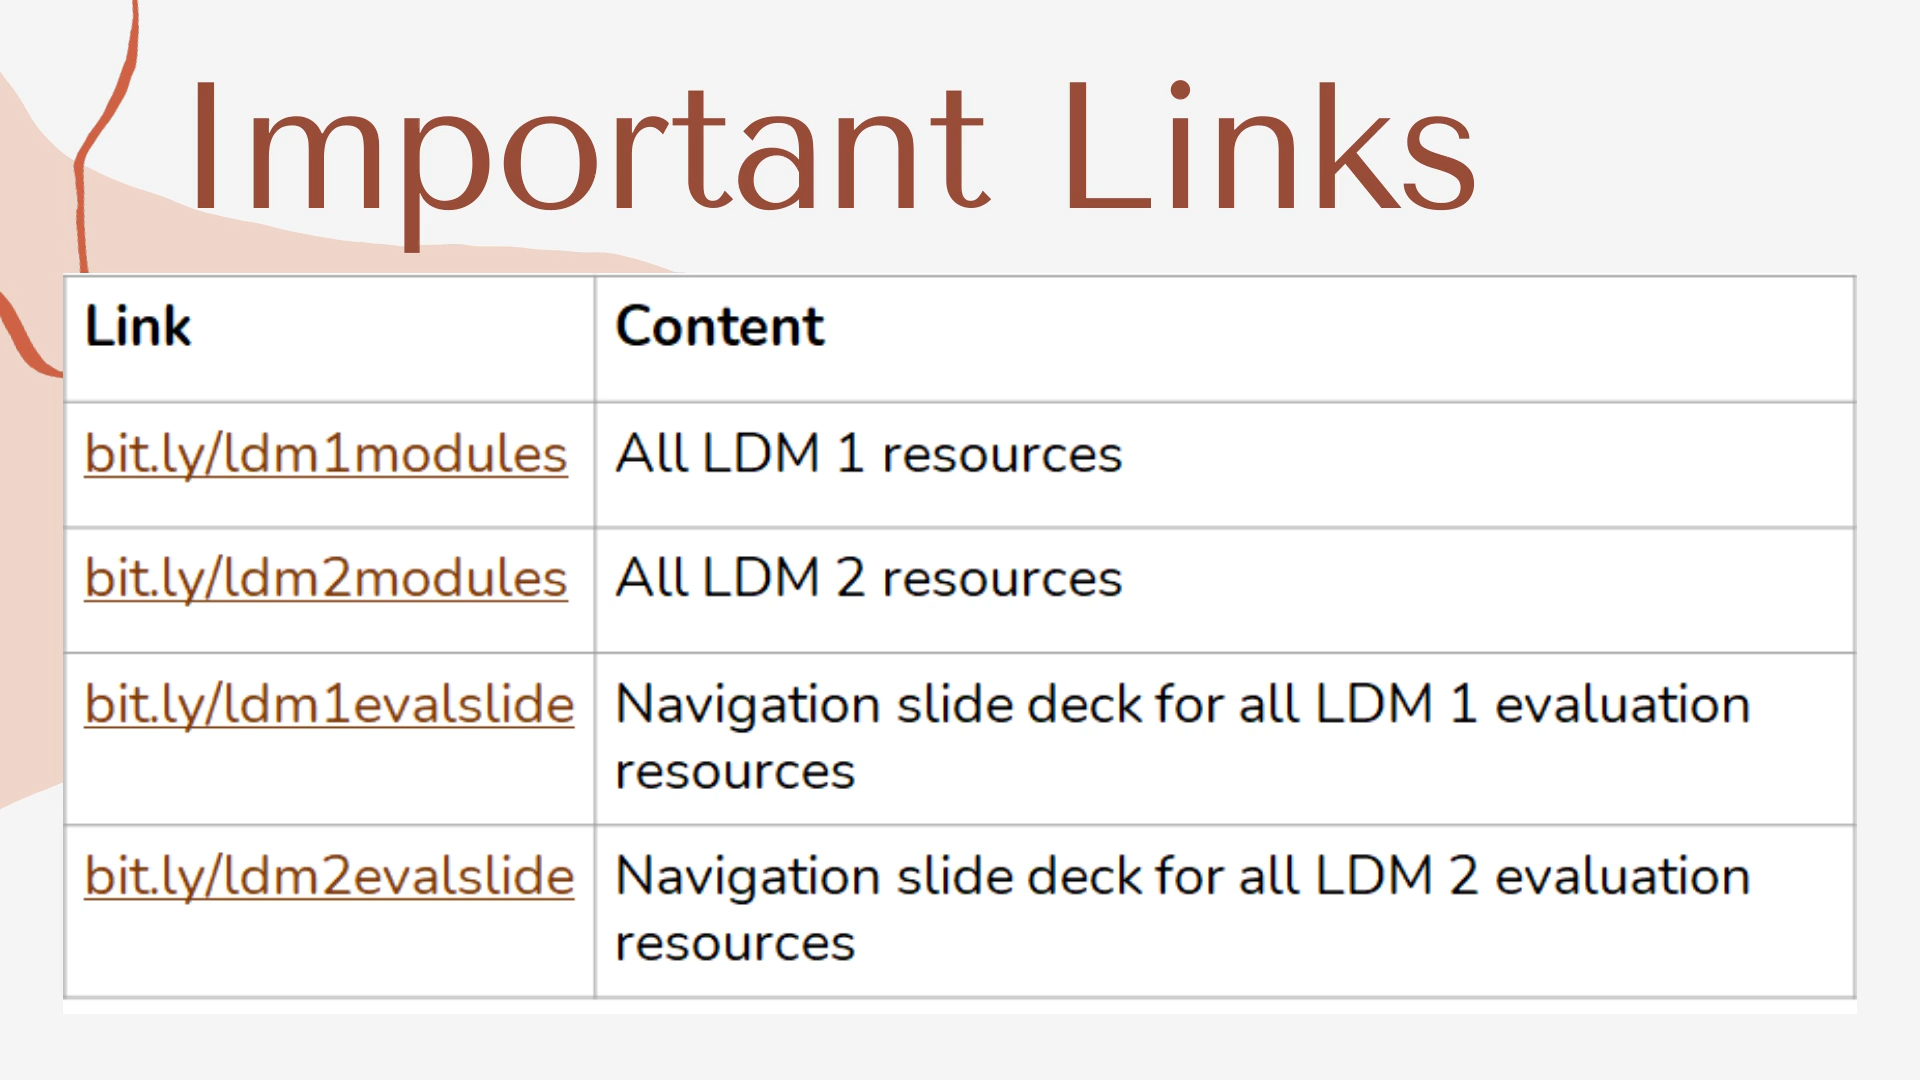 Important Links
Link Content
bit.ly/ldm1modules All LDM 1 resources
bit.ly/ldm2modules All LDM 2 resources
bit.ly/ldm1evalslide Navigation slide deck for all LDM 1 evaluation
resources
bit.ly/ldm2evalslide Navigation slide deck for all LDM 2 evaluation
resources